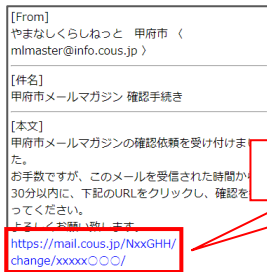 [From]
やまなしくらしねっと 甲府市 〈
mlmaster@info.cous.jp 〉
[件名]
甲府市メールマガジン 確認手続き
[本文]
甲府市メールマガジンの確認依頼を受け付けまし
た。
お手数ですが、このメールを受信された時間から
30分以内に、下記のURLをクリックし、確認を
ってください。
よろしくお願い致します。
https://mail.cous.jp/NxxGHH/
change/xxxxx○○○/